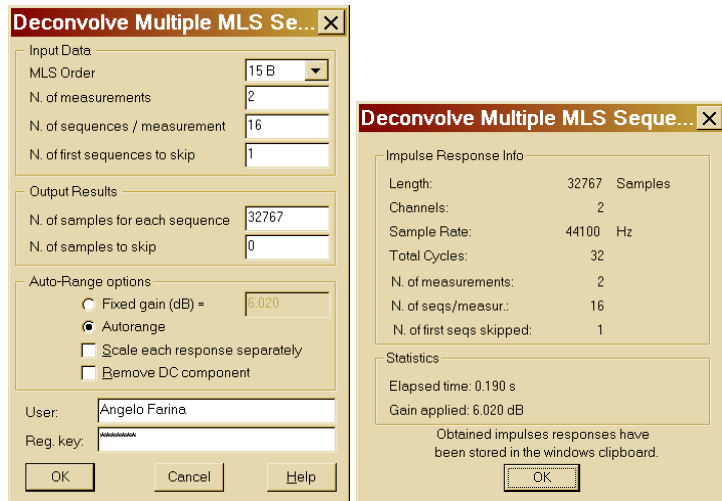 Deconvolve Multiple MLS Se...
Input Data
MLS Order 15 B
N. of measurements 2
N. of sequences / measurement 16
N. of first sequences to skip 1
Output Results
N. of samples for each sequence 32767
N. of samples to skip 0
Auto-Range options
Fixed gain (dB) = 6.020
Autorange
Scale each response separately
Remove DC component
User: Angelo Farina
Reg. key: *******
OK Cancel Help
Deconvolve Multiple MLS Seque...
Impulse Response Info
Length: 32767 Samples
Channels: 2
Sample Rate: 44100 Hz
Total Cycles: 32
N. of measurements: 2
N. of seqs/measur.: 16
N. of first seqs skipped: 1
Statistics
Elapsed time: 0.190 s
Gain applied: 6.020 dB
Obtained impulses responses have
been stored in the windows clipboard.
OK